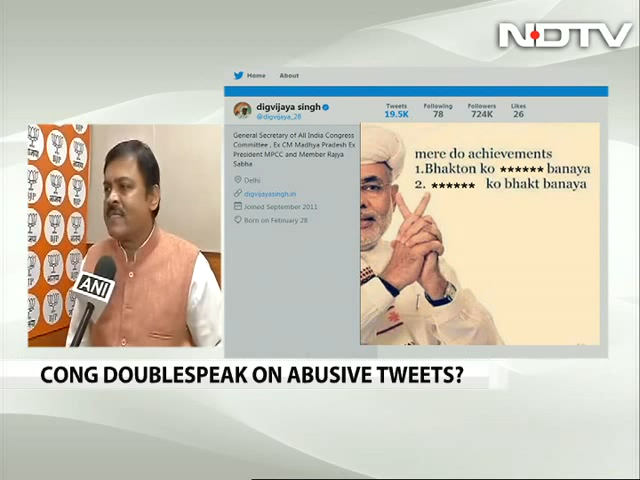 NDTV
Home About
digvijaya singh
@digvijaya_28
Tweets Following Followers Likes
19.5K 78 724K 26
General Secretary of All India Congress
Committee , Ex CM Madhya Pradesh Ex
President MPCC and Member Rajya
Sabha
Delhi
digvijayasingh.in
Joined September 2011
Born on February 28
mere do achievements
1.Bhakton ko ****** banaya
2. ****** ko bhakt banaya
ANI
CONG DOUBLESPEAK ON ABUSIVE TWEETS?